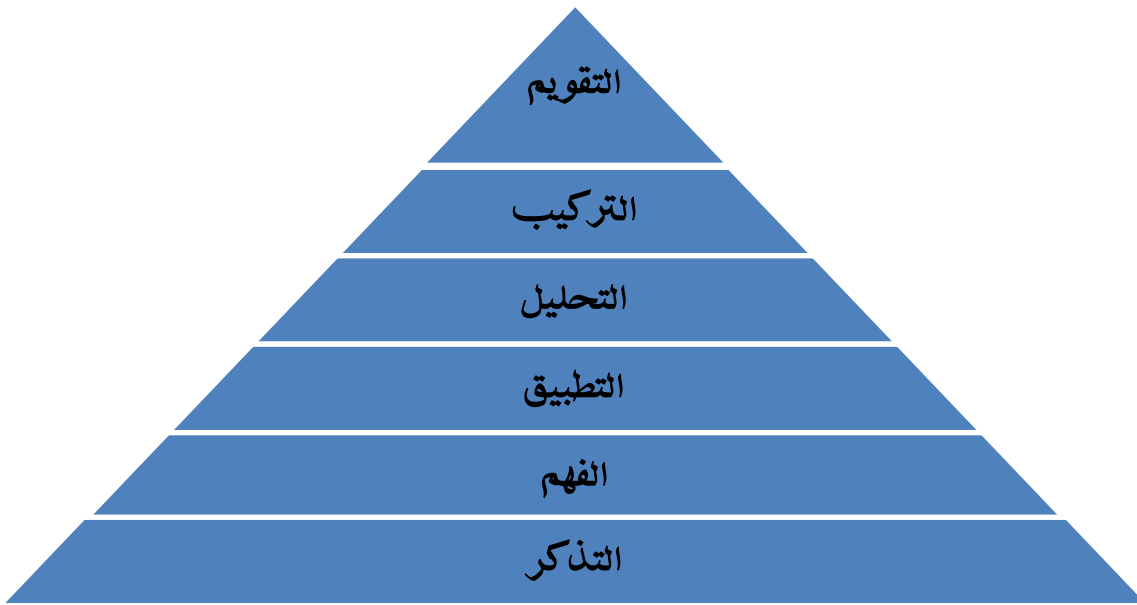 التقويم
التركيب
التحليل
التطبيق
الفهم
التذكر